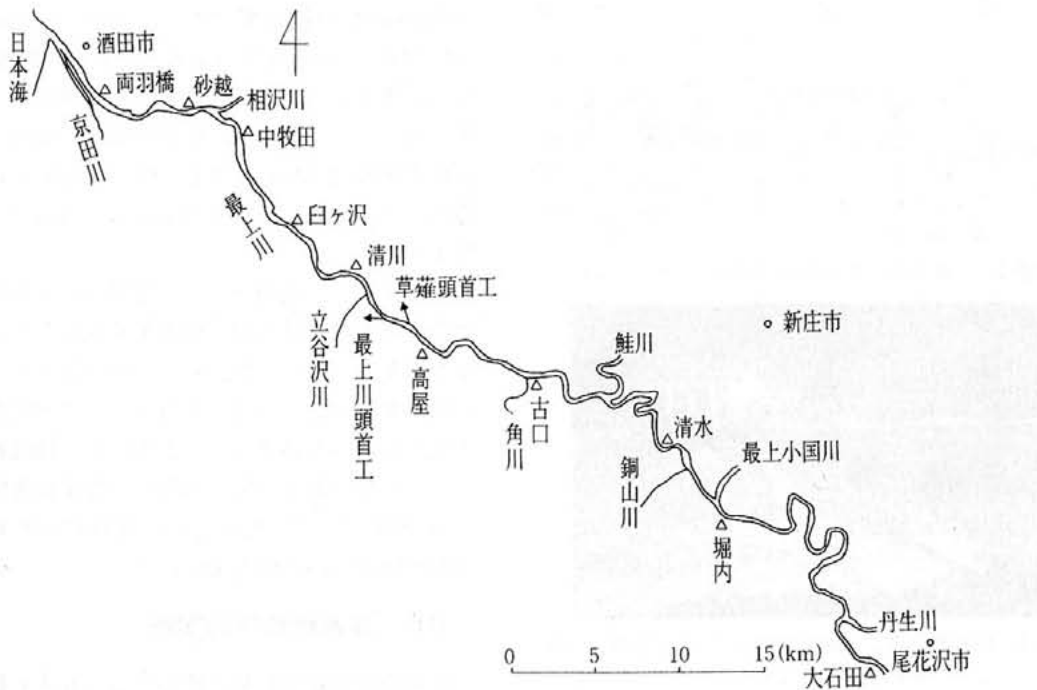 酒田市
日本海
両羽橋
砂越
相沢川
京田川
中牧田
最上川
臼ヶ沢
清川
草薙頭首工
立谷沢川
最上川頭首工
高屋
新庄市
鮭川
古口
角川
清水
最上小国川
銅山川
堀内
丹生川
尾花沢市
大石田
0 5 10 15(km)